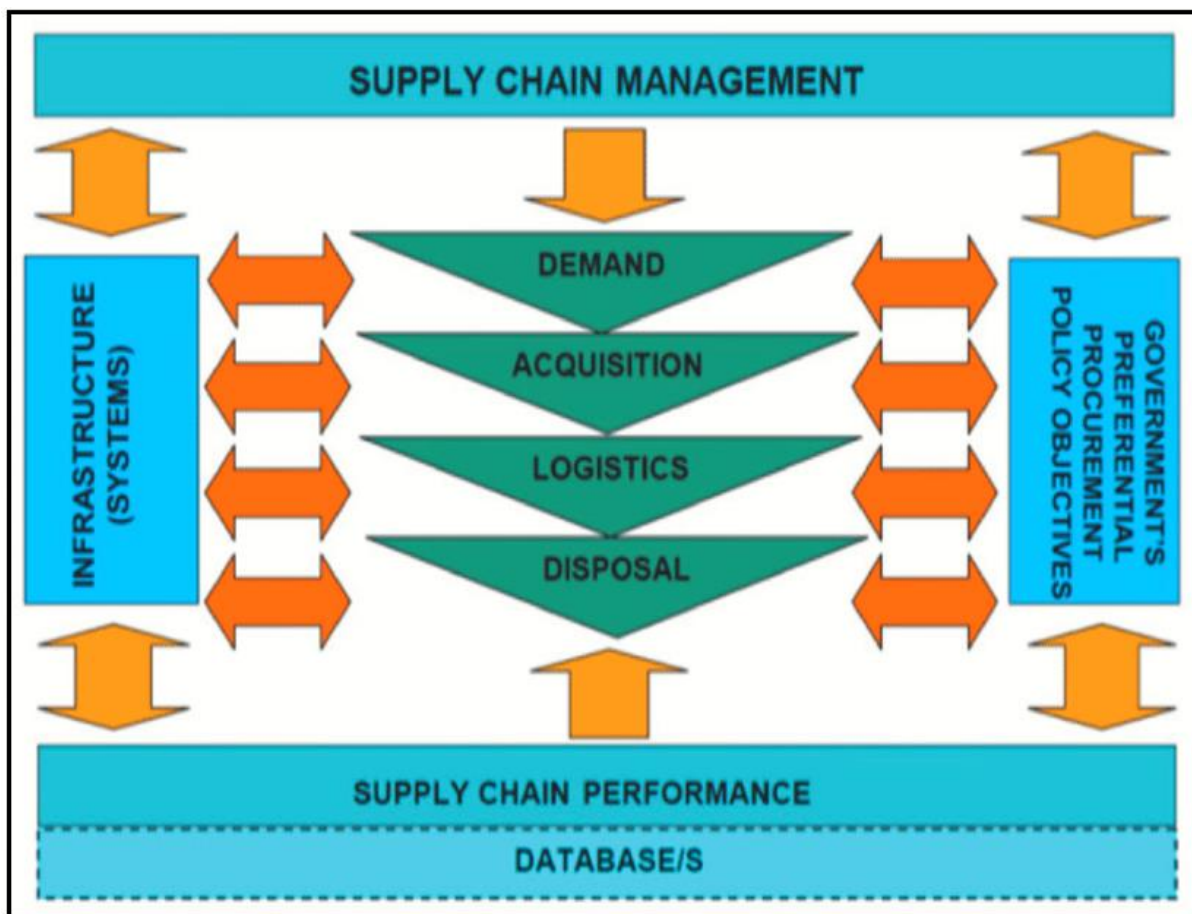 SUPPLY CHAIN MANAGEMENT
INFRASTRUCTURE
(SYSTEMS)
DEMAND
ACQUISITION
LOGISTICS
DISPOSAL
GOVERNMENT'S
PREFERENTIAL
PROCUREMENT
POLICY OBJECTIVES
SUPPLY CHAIN PERFORMANCE
DATABASE/S